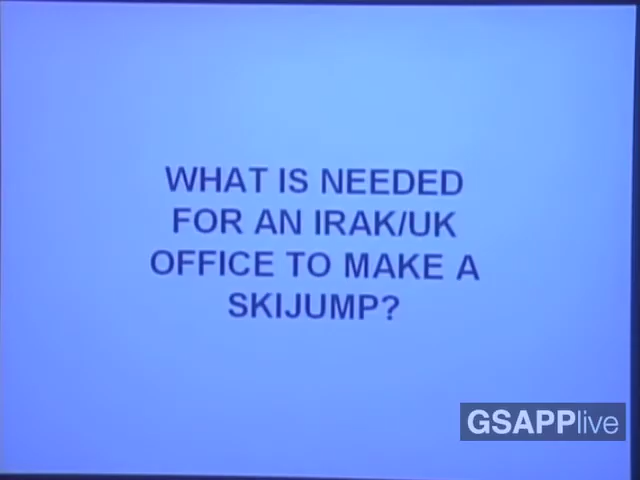 WHAT IS NEEDED
FOR AN IRAK/UK
OFFICE TO MAKE A
SKIJUMP?
GSAPPlive